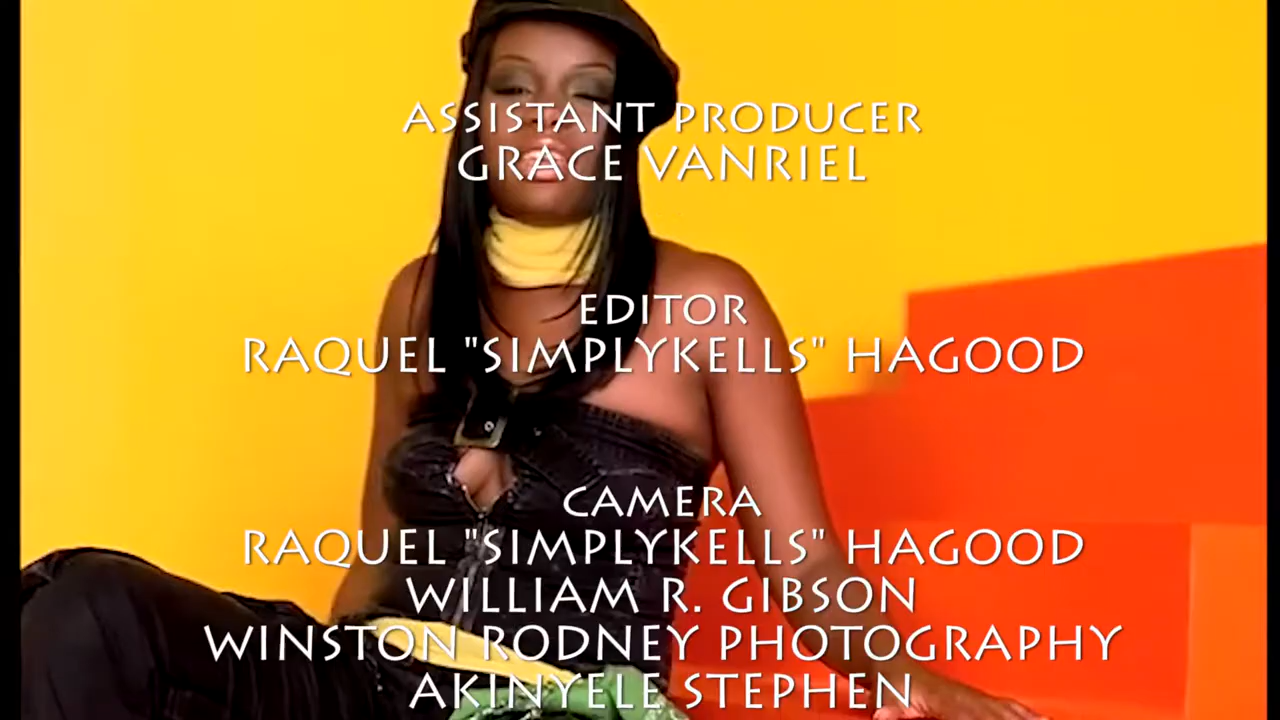 ASSISTANT PRODUCER
GRACE VANRIEL
EDITOR
RAQUEL "SIMPLYKELLS" HAGOOD
CAMERA
RAQUEL "SIMPLYKELLS" HAGOOD
WILLIAM R. GIBSON
WINSTON RODNEY PHOTOGRAPHY
AKINYELE STEPHEN